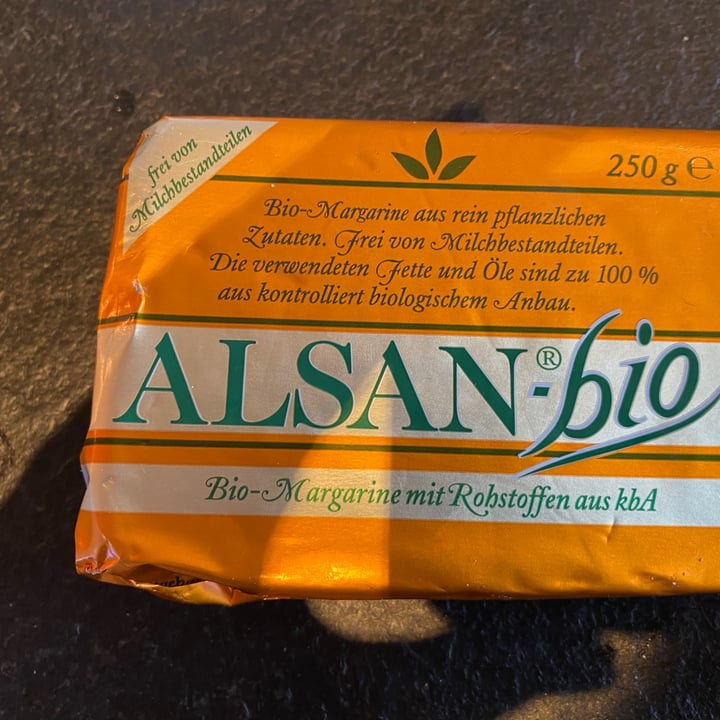 frei von
Milchbestandteilen
250 g ℮
Bio-Margarine aus rein pflanzlichen
Zutaten. Frei von Milchbestandteilen.
Die verwendeten Fette und Öle sind zu 100 %
aus kontrolliert biologischem Anbau.
ALSAN®-bio
Bio-Margarine mit Rohstoffen aus kbA